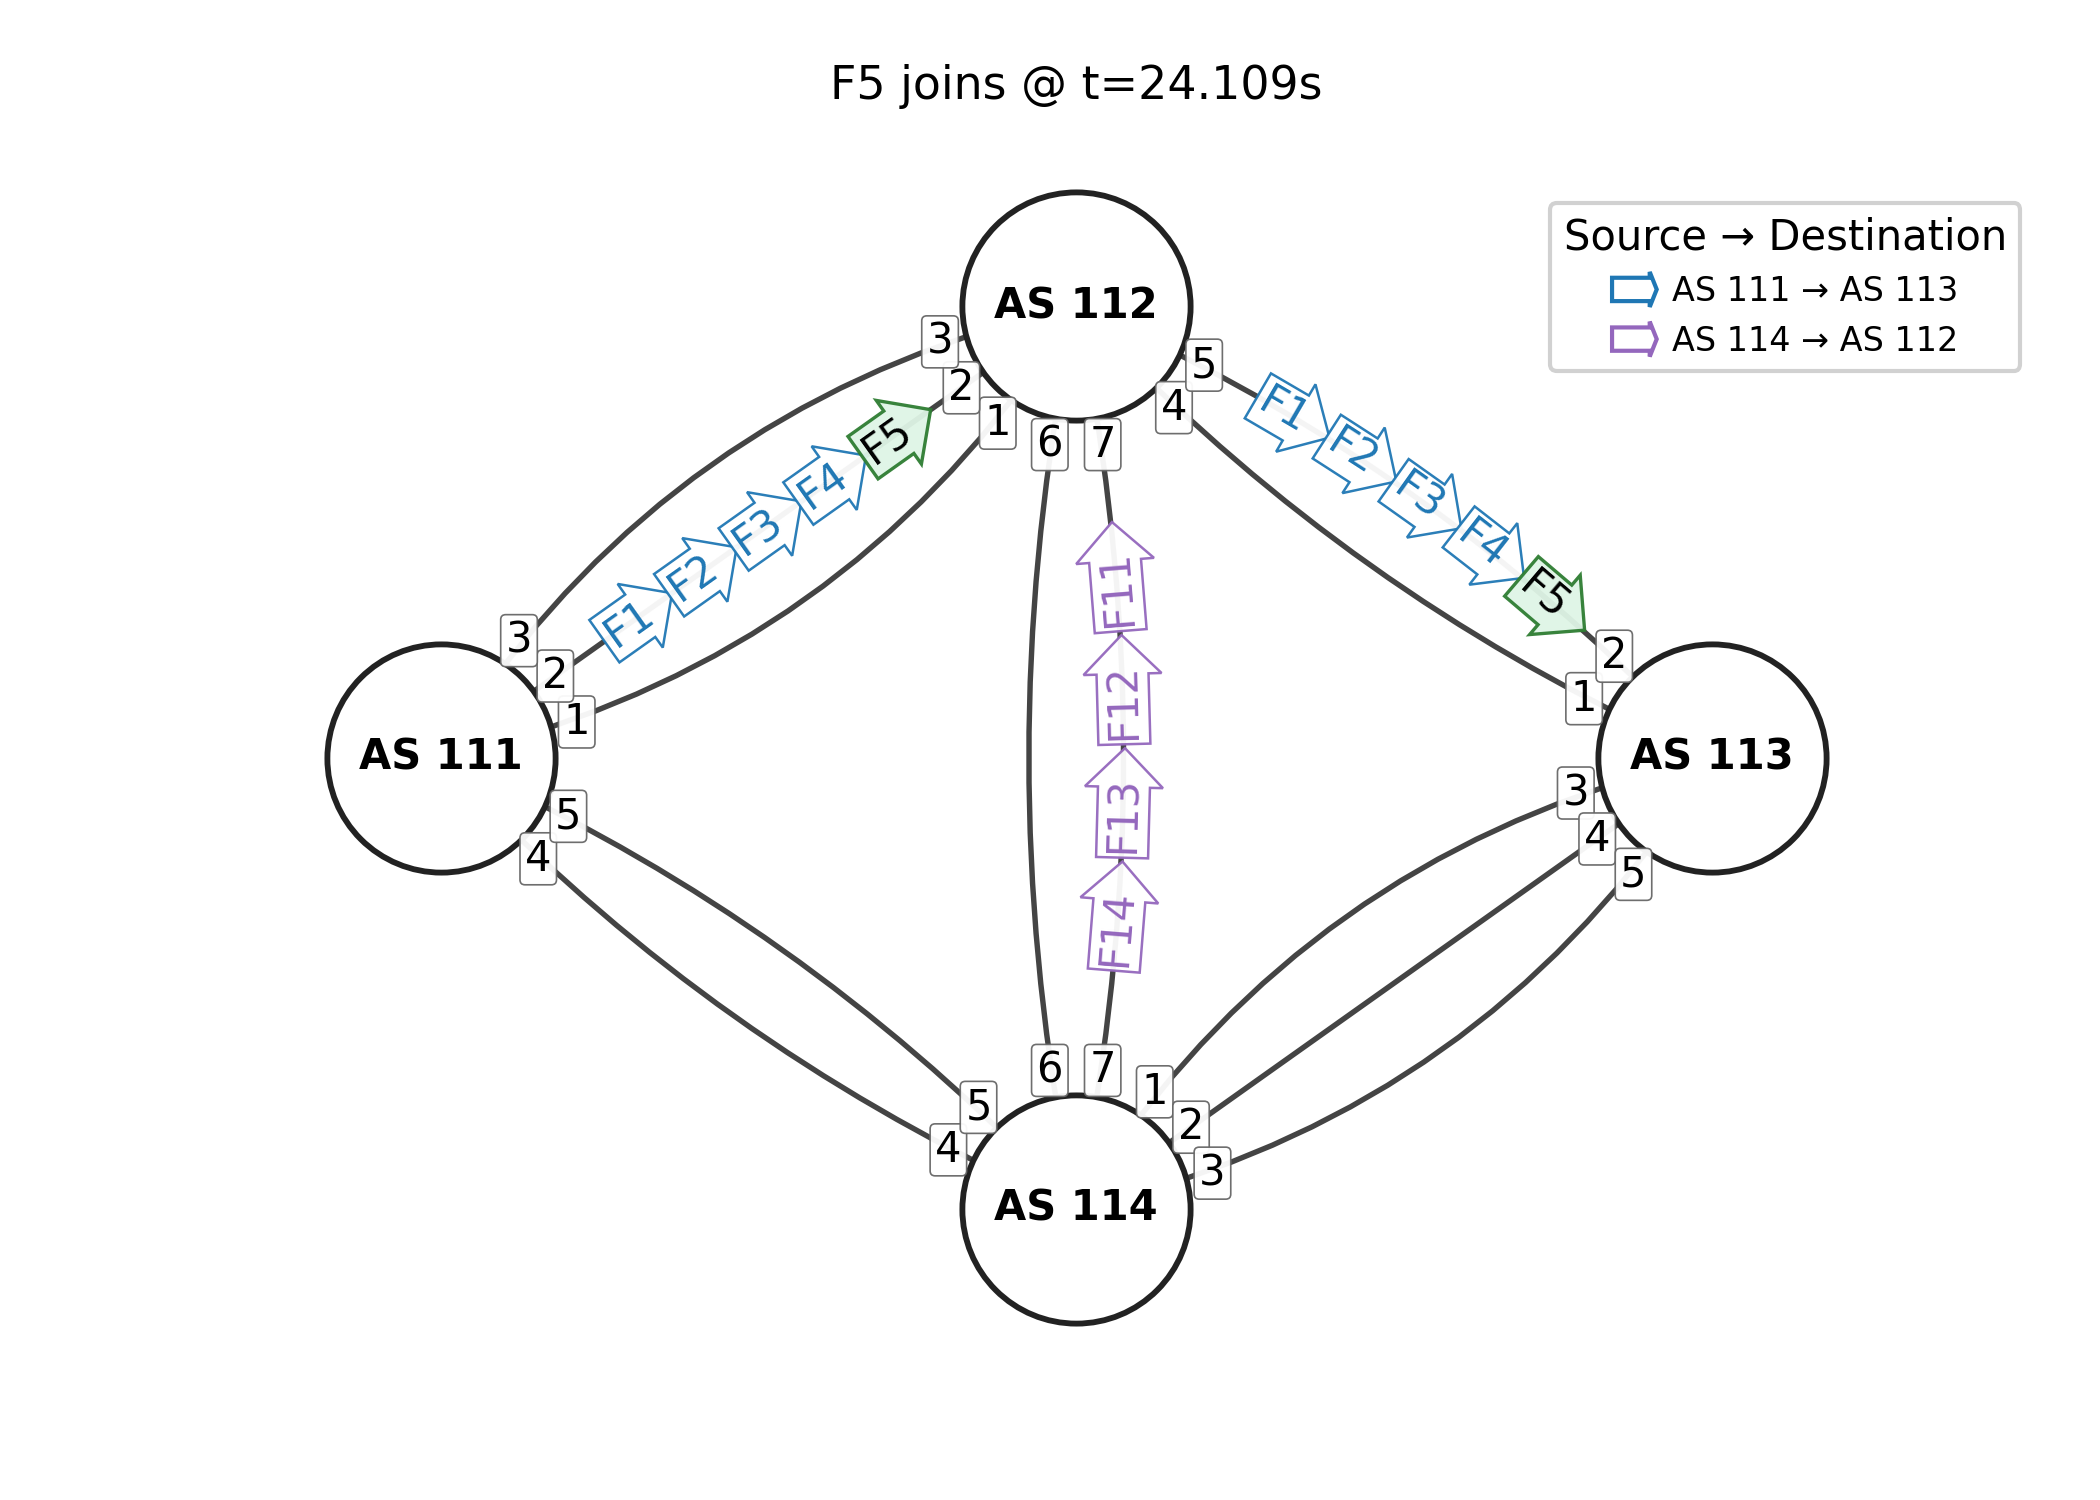 F5 joins @ t=24.109s
Source → Destination
AS 111 → AS 113
AS 114 → AS 112
AS 112
3
2
1
6
7
4
5
F1
F2
F3
F4
F5
F1
F2
F3
F4
F5
F11
F12
F13
F14
AS 111
3
2
1
5
4
AS 113
2
1
3
4
5
AS 114
6
7
5
4
1
2
3